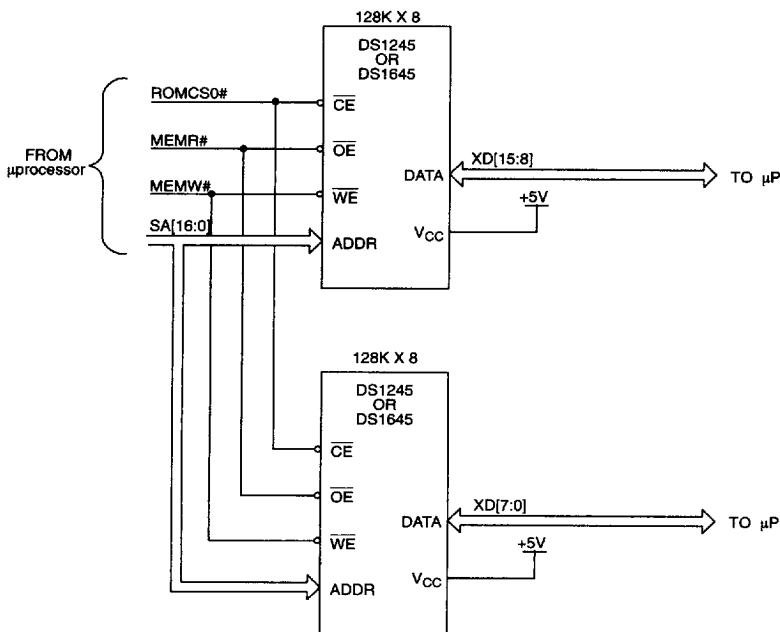 128K X 8
DS1245
OR
DS1645
ROMCS0#
CE
MEMR#
OE
FROM
μprocessor
MEMW#
WE
DATA
XD[15:8]
TO μP
+5V
SA[16:0]
ADDR
VCC
128K X 8
DS1245
OR
DS1645
CE
OE
DATA
XD[7:0]
TO μP
WE
+5V
ADDR
VCC